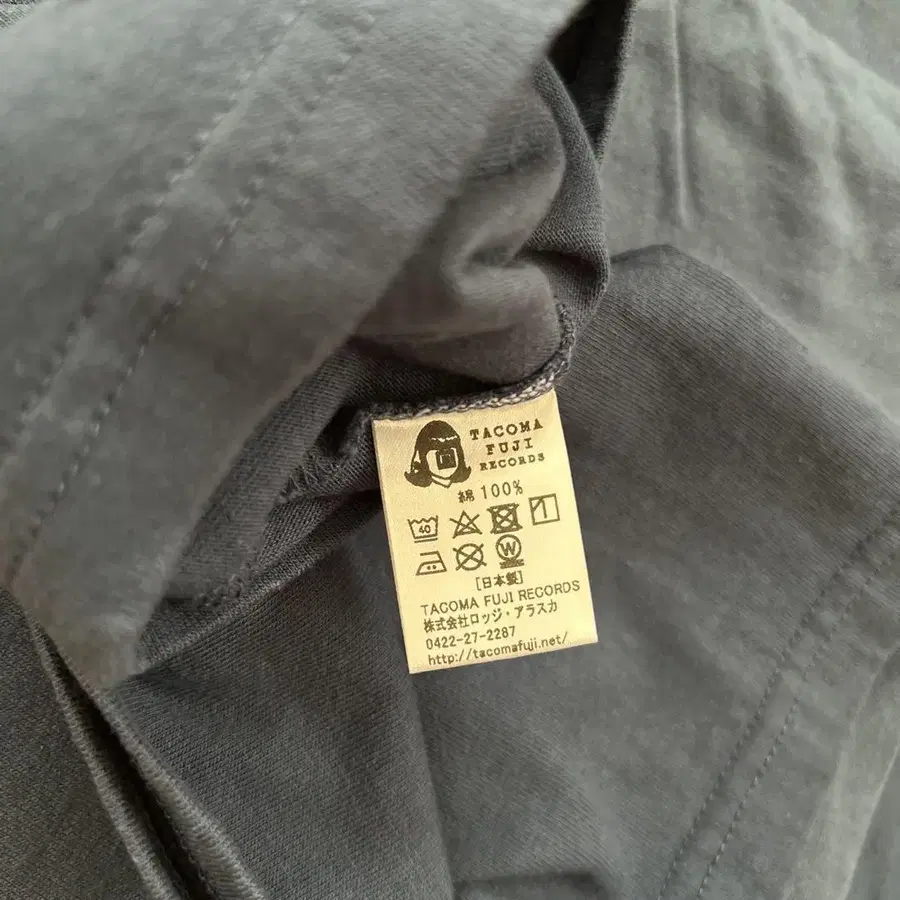 TACOMA
FUJI
RECORDS
綿 100%
40
W
[日本製]
TACOMA FUJI RECORDS
株式会社ロッジ・アラスカ
0422-27-2287
http://tacomafuji.net/